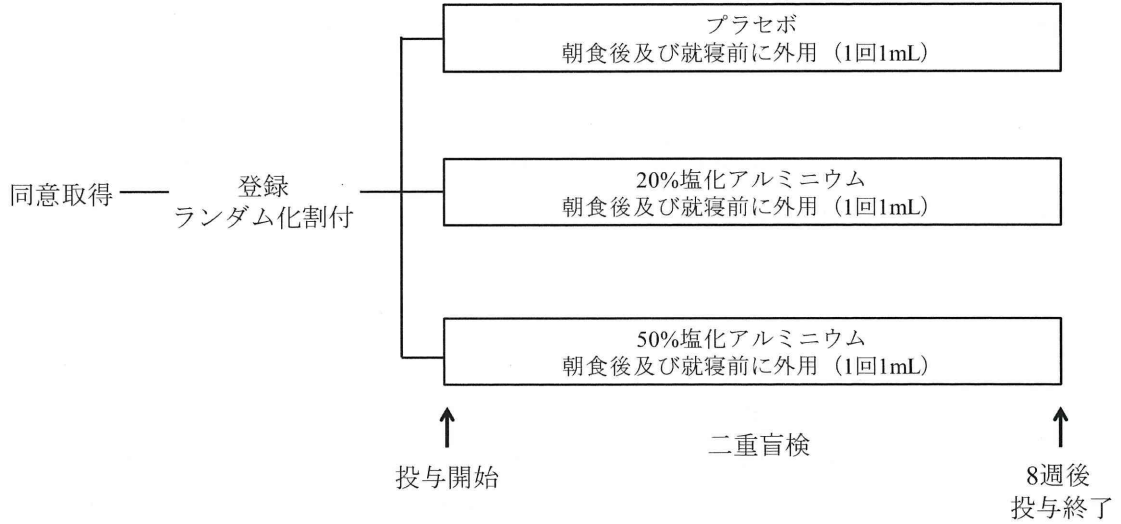 プラセボ
朝食後及び就寝前に外用（1回1mL）
同意取得
登録
ランダム化割付
20%塩化アルミニウム
朝食後及び就寝前に外用（1回1mL）
50%塩化アルミニウム
朝食後及び就寝前に外用（1回1mL）
二重盲検
投与開始
8週後
投与終了